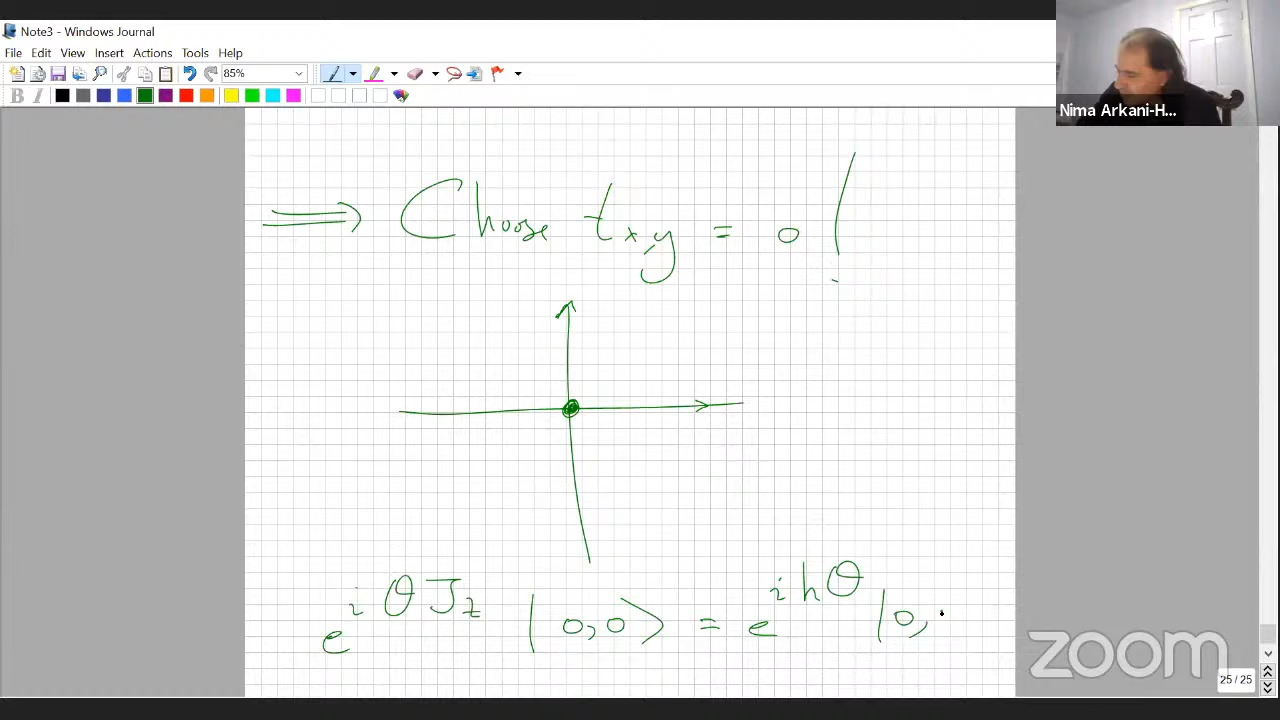 Note3 - Windows Journal
File Edit View Insert Actions Tools Help
85%
B I
Nima Arkani-H...
⟹ Choose t_{x,y} = 0 !
e^{iθJ_z} |0,0⟩ = e^{ihθ} |0,
zoom
25 / 25